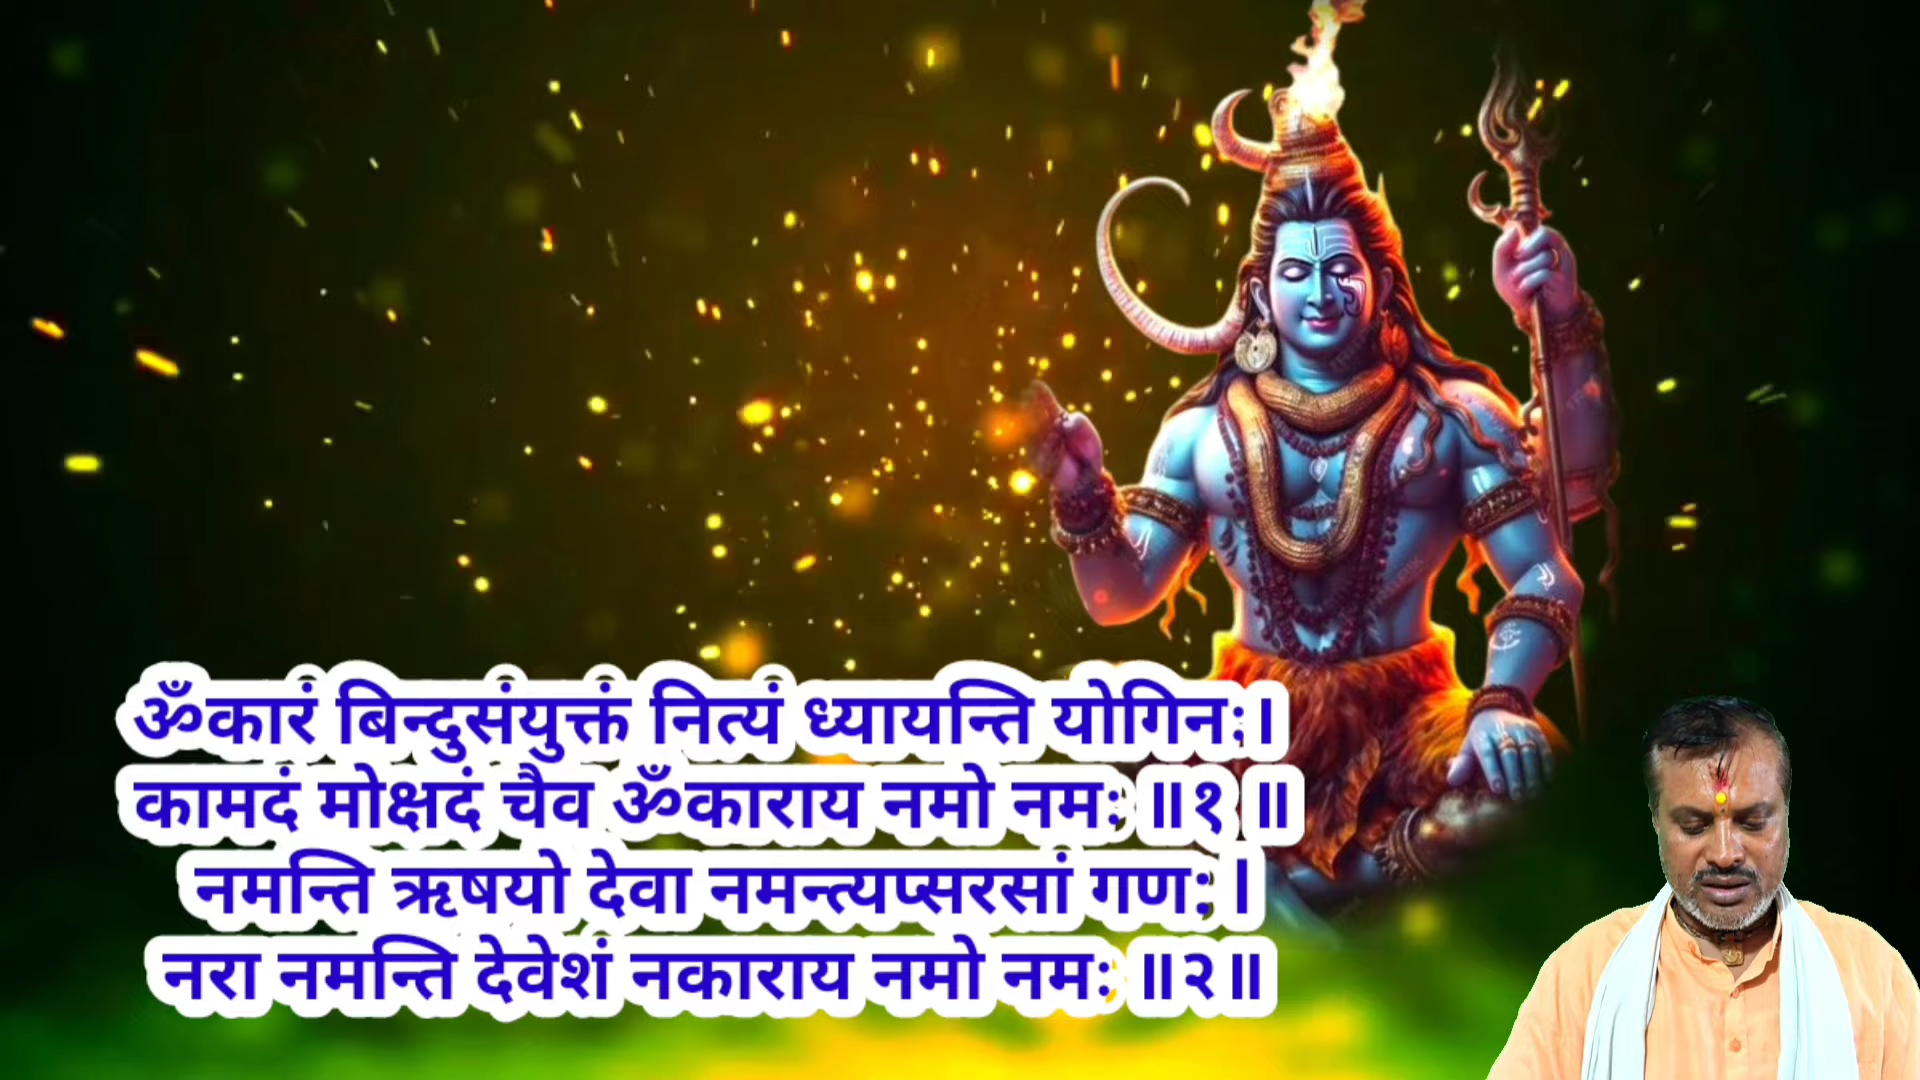 ॐकारं बिन्दुसंयुक्तं नित्यं ध्यायन्ति योगिनः।
कामदं मोक्षदं चैव ॐकाराय नमो नमः ॥१ ॥
नमन्ति ऋषयो देवा नमन्त्यप्सरसां गणः ।
नरा नमन्ति देवेशं नकाराय नमो नमः ॥२॥